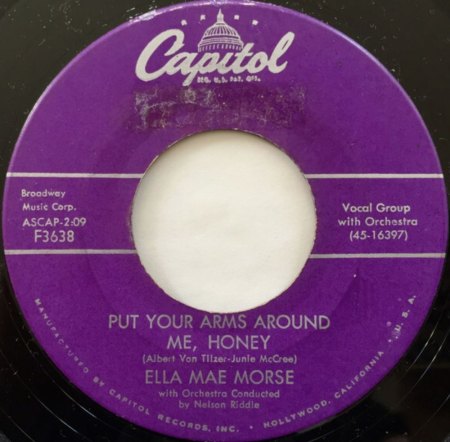 Capitol
REG. U.S. PAT. OFF.
Broadway
Music Corp.
ASCAP-2:09
F3638
Vocal Group
with Orchestra
(45-16397)
PUT YOUR ARMS AROUND
ME, HONEY
(Albert Von Tilzer-Junie McCree)
ELLA MAE MORSE
with Orchestra Conducted
by Nelson Riddle
MANUFACTURED BY CAPITOL RECORDS, INC. • HOLLYWOOD, CALIFORNIA • U.S.A.